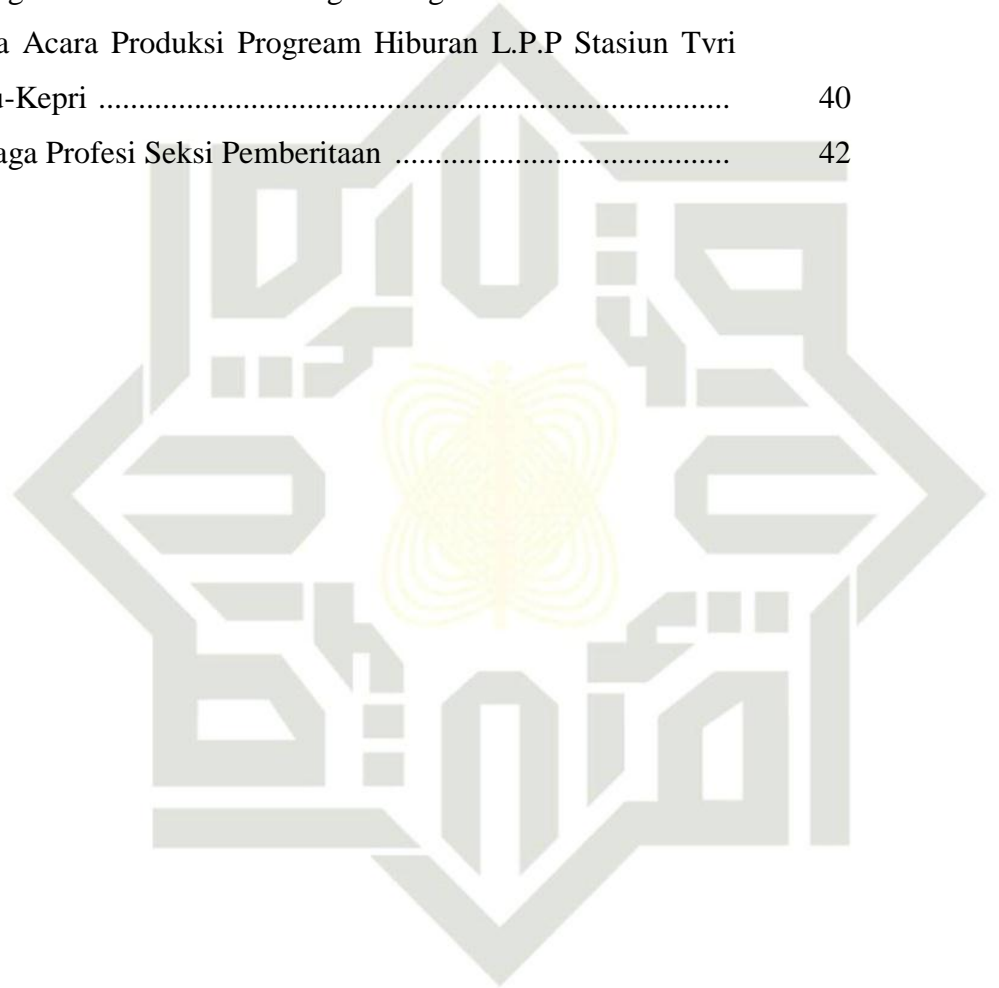 a Acara Produksi Progream Hiburan L.P.P Stasiun Tvri
u-Kepri ........................................................................ 40
aga Profesi Seksi Pemberitaan ...................................... 42